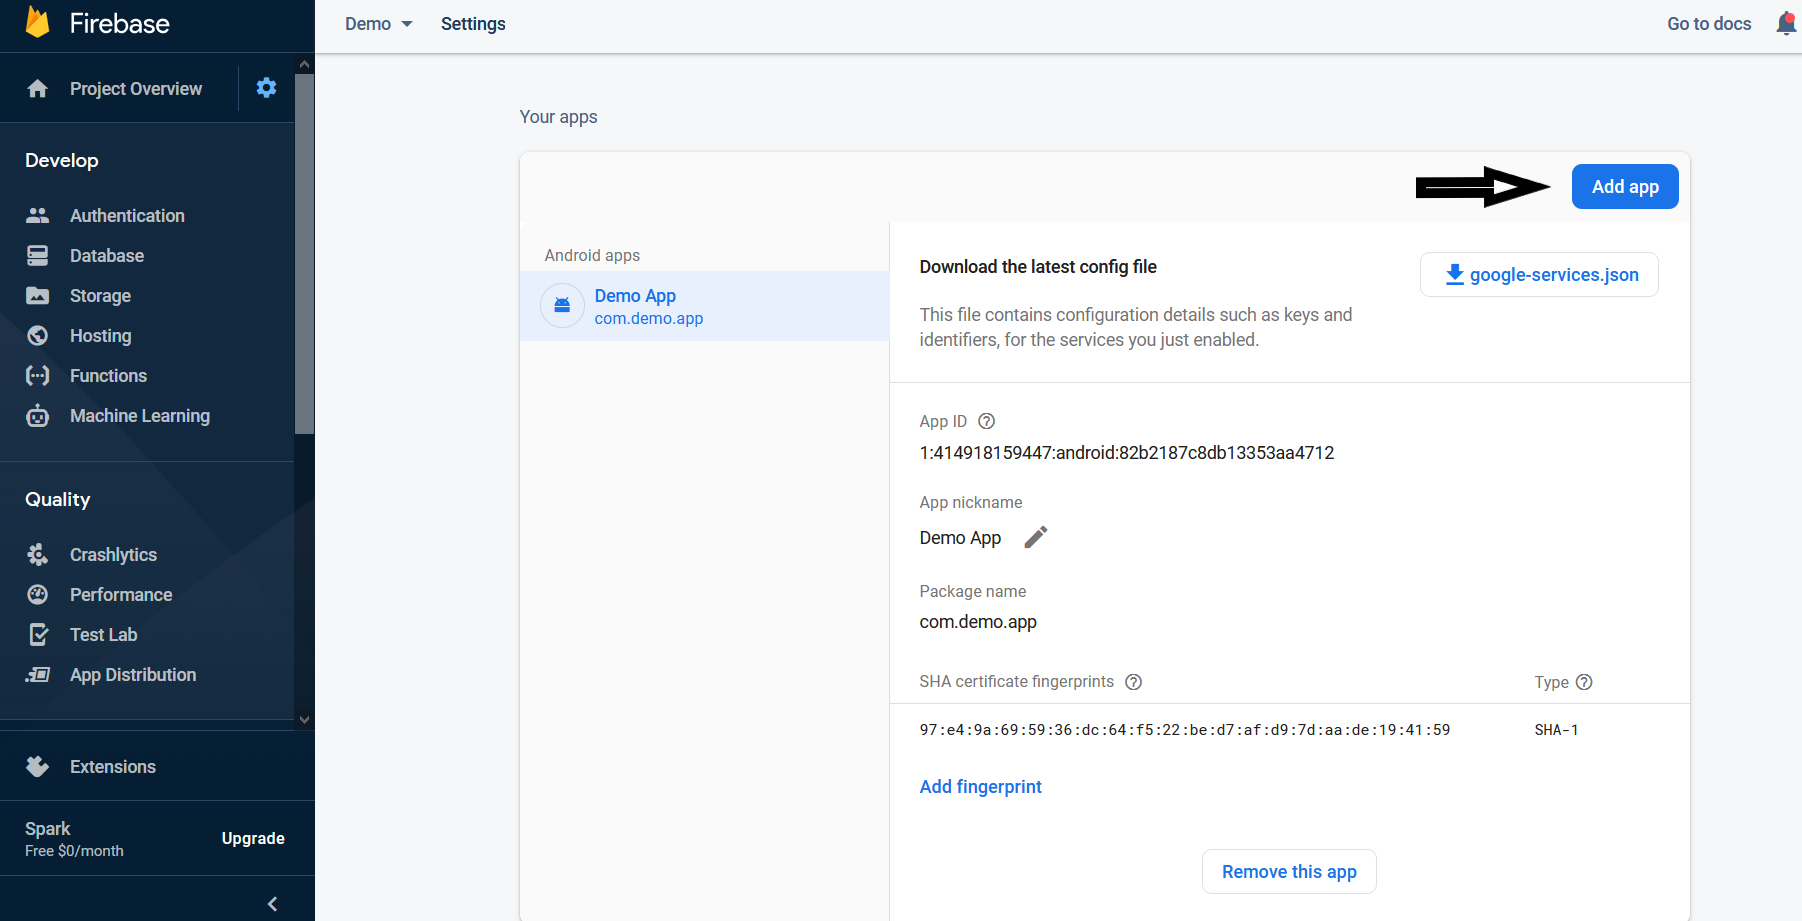 Firebase
Demo
Settings
Go to docs
Project Overview
Develop
Authentication
Database
Storage
Hosting
Functions
Machine Learning
Quality
Crashlytics
Performance
Test Lab
App Distribution
Extensions
Spark
Free $0/month
Upgrade
Your apps
Add app
Android apps
Demo App
com.demo.app
Download the latest config file
google-services.json
This file contains configuration details such as keys and
identifiers, for the services you just enabled.
App ID
1:414918159447:android:82b2187c8db13353aa4712
App nickname
Demo App
Package name
com.demo.app
SHA certificate fingerprints
Type
97:e4:9a:69:59:36:dc:64:f5:22:be:d7:af:d9:7d:aa:de:19:41:59
SHA-1
Add fingerprint
Remove this app